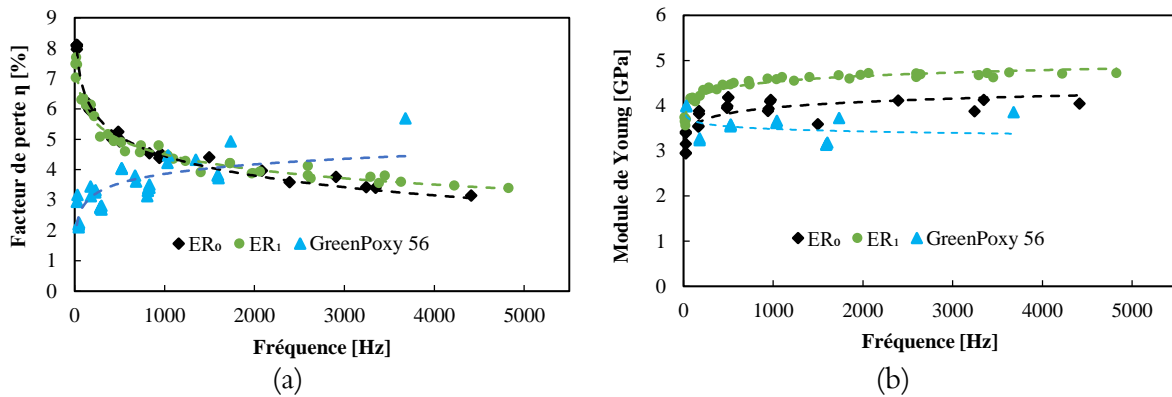 Facteur de perte η [%]
9
8
7
6
5
4
3
2
1
0
ER₀
ER₁
GreenPoxy 56
0
1000
2000
3000
4000
5000
Fréquence [Hz]
(a)
Module de Young [GPa]
6
5
4
3
2
1
0
ER₀
ER₁
GreenPoxy 56
0
1000
2000
3000
4000
5000
Fréquence [Hz]
(b)